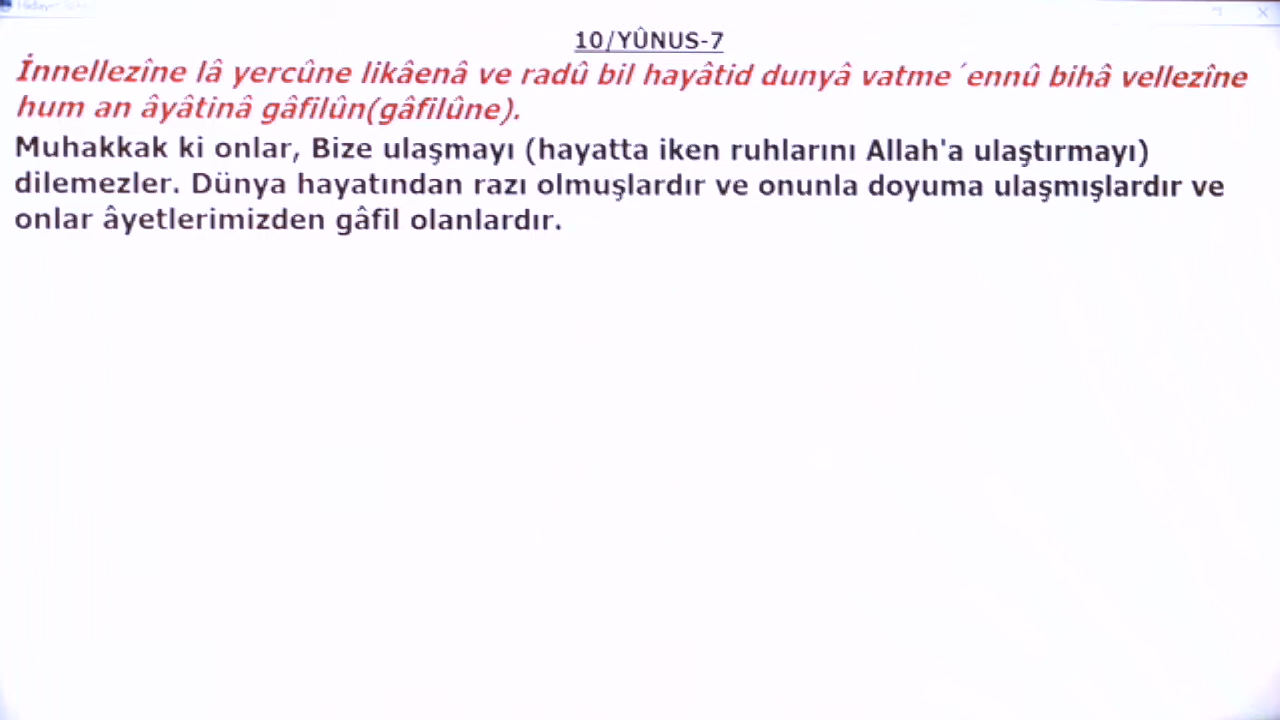 10/YÛNUS-7
İnnellezîne lâ yercûne likâenâ ve radû bil hayâtid dunyâ vatme´ennû bihâ vellezîne
hum an âyâtinâ gâfilûn(gâfilûne).
Muhakkak ki onlar, Bize ulaşmayı (hayatta iken ruhlarını Allah'a ulaştırmayı)
dilemezler. Dünya hayatından razı olmuşlardır ve onunla doyuma ulaşmışlardır ve
onlar âyetlerimizden gâfil olanlardır.